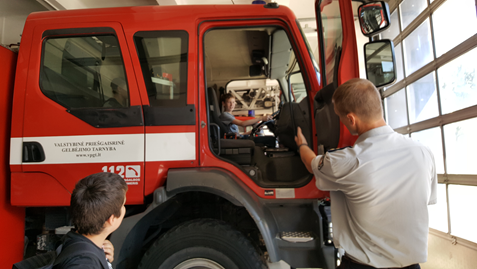 VALSTYBINĖ PRIEŠGAISRINĖ
GELBĖJIMO TARNYBA
www.vpgt.lt
112